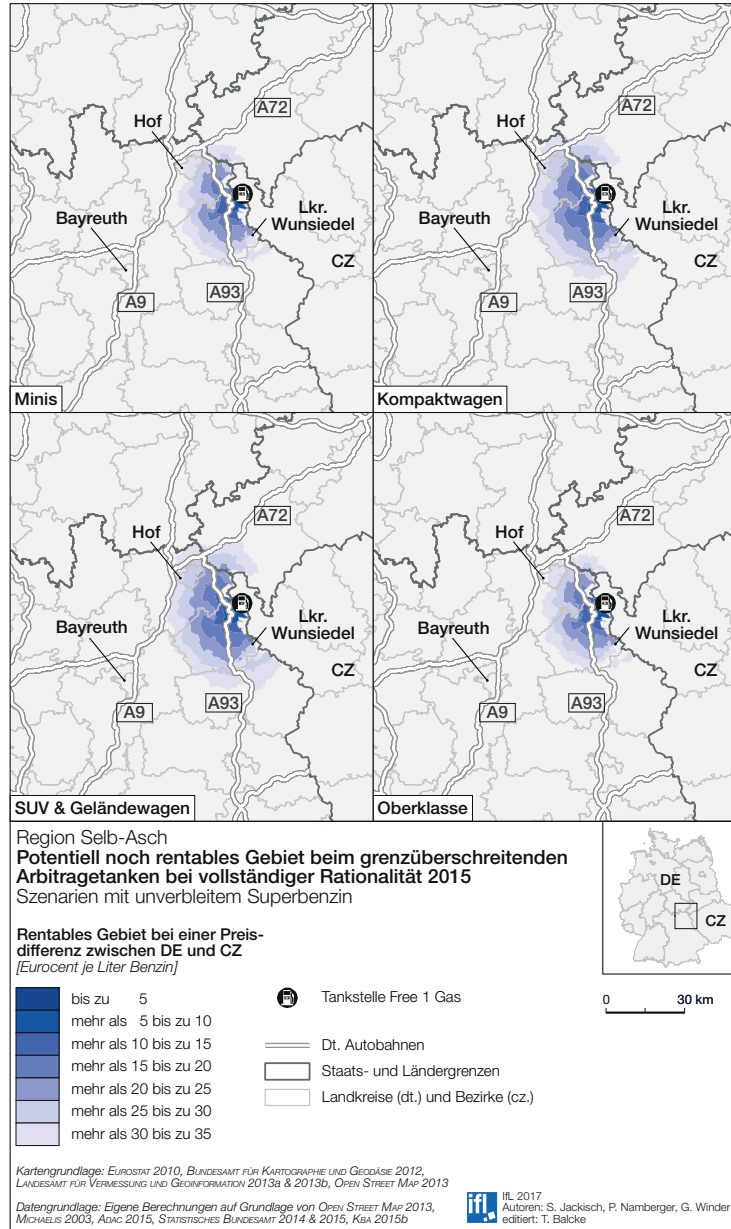 A72
Hof
Bayreuth
Lkr.
Wunsiedel
CZ
A9
A93
Minis
A72
Hof
Bayreuth
Lkr.
Wunsiedel
CZ
A9
A93
Kompaktwagen
A72
Hof
Bayreuth
Lkr.
Wunsiedel
CZ
A9
A93
SUV & Geländewagen
A72
Hof
Bayreuth
Lkr.
Wunsiedel
CZ
A9
A93
Oberklasse
Region Selb-Asch
Potentiell noch rentables Gebiet beim grenzüberschreitenden
Arbitragetanken bei vollständiger Rationalität 2015
Szenarien mit unverbleitem Superbenzin
DE
CZ
Rentables Gebiet bei einer Preis-
differenz zwischen DE und CZ
[Eurocent je Liter Benzin]
bis zu 5
mehr als 5 bis zu 10
mehr als 10 bis zu 15
mehr als 15 bis zu 20
mehr als 20 bis zu 25
mehr als 25 bis zu 30
mehr als 30 bis zu 35
Tankstelle Free 1 Gas
Dt. Autobahnen
Staats- und Ländergrenzen
Landkreise (dt.) und Bezirke (cz.)
0 30 km
Kartengrundlage: EUROSTAT 2010, BUNDESAMT FÜR KARTOGRAPHIE UND GEODÄSIE 2012,
LANDESAMT FÜR VERMESSUNG UND GEOINFORMATION 2013a & 2013b, OPEN STREET MAP 2013
Datengrundlage: Eigene Berechnungen auf Grundlage von OPEN STREET MAP 2013,
MICHAELIS 2003, ADAC 2015, STATISTISCHES BUNDESAMT 2014 & 2015, KBA 2015b
ifl
IfL 2017
Autoren: S. Jackisch, P. Namberger, G. Winder
editiert: T. Balcke